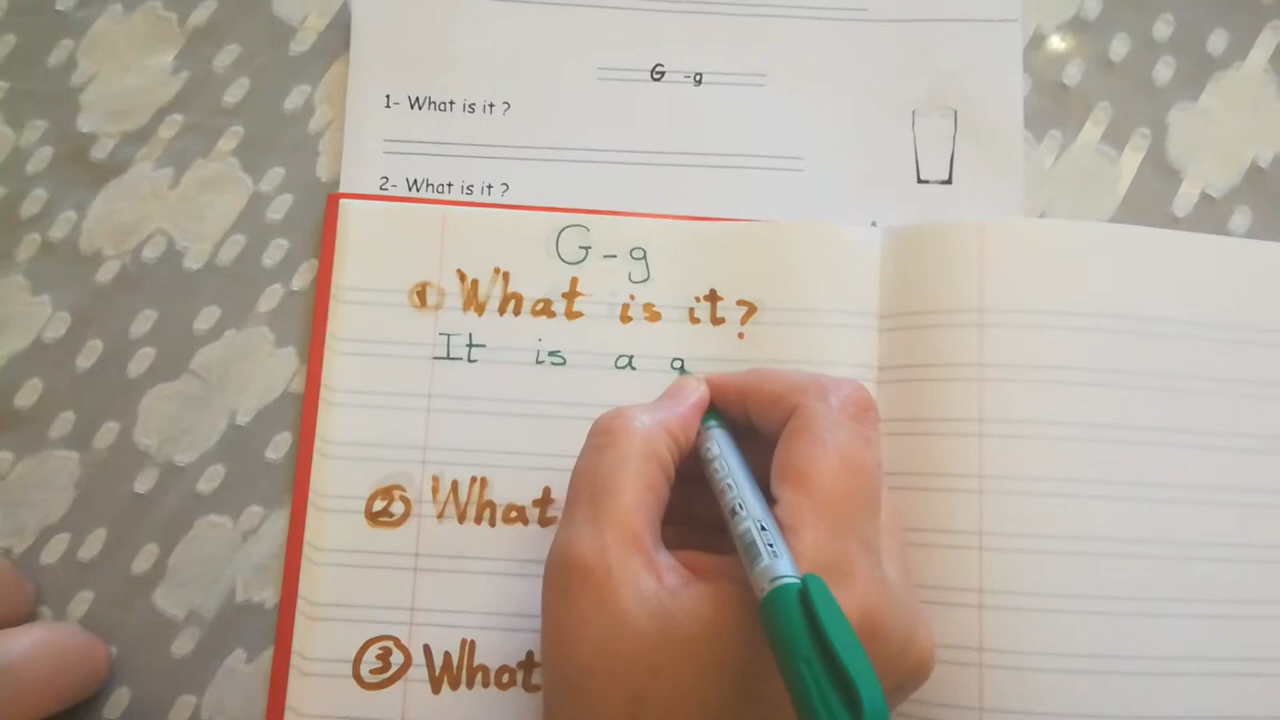 G -g
1- What is it ?
2- What is it ?
G-g
1 What is it?
It is a g
2 What
3 What